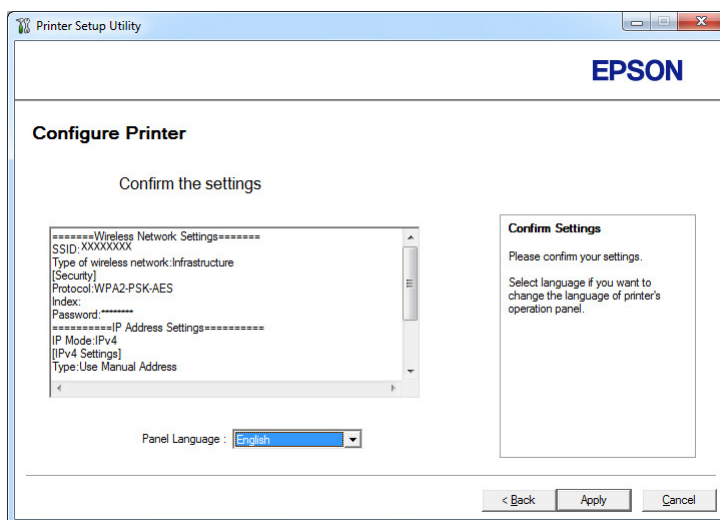 Printer Setup Utility
EPSON
Configure Printer
Confirm the settings
=======Wireless Network Settings=======
SSID:XXXXXXXX
Type of wireless network:Infrastructure
[Security]
Protocol:WPA2-PSK-AES
Index:
Password:********
==========IP Address Settings==========
IP Mode:IPv4
[IPv4 Settings]
Type:Use Manual Address
Panel Language :
English
Confirm Settings
Please confirm your settings.
Select language if you want to
change the language of printer's
operation panel.
< Back
Apply
Cancel